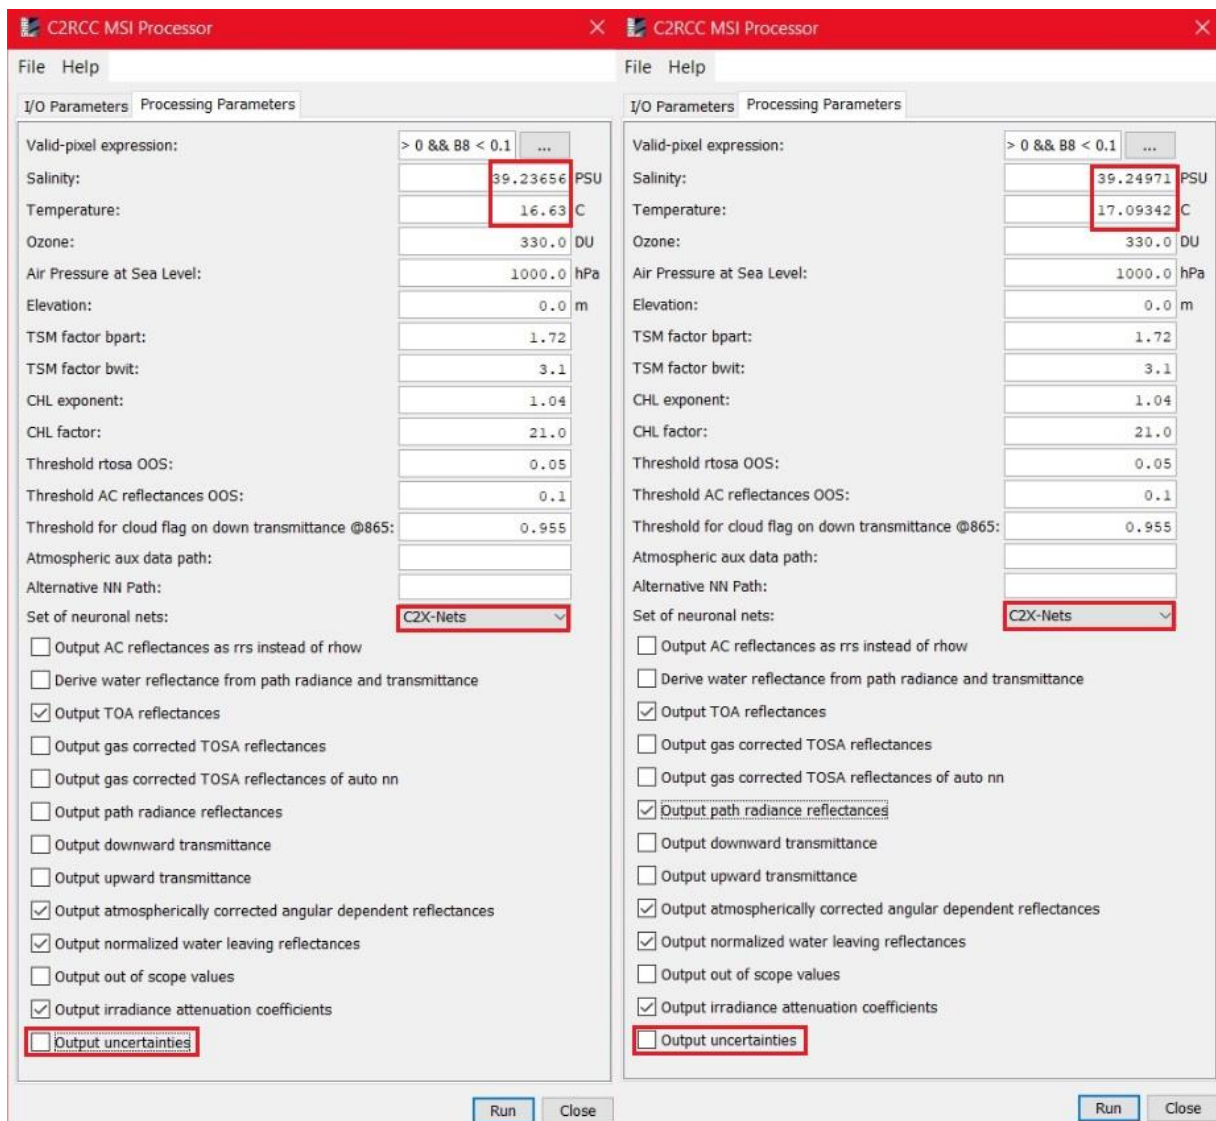 C2RCC MSI Processor
File Help
I/O Parameters Processing Parameters
Valid-pixel expression: > 0 && B8 < 0.1 ...
Salinity: 39.23656 PSU
Temperature: 16.63 C
Ozone: 330.0 DU
Air Pressure at Sea Level: 1000.0 hPa
Elevation: 0.0 m
TSM factor bpart: 1.72
TSM factor bwit: 3.1
CHL exponent: 1.04
CHL factor: 21.0
Threshold rtosa OOS: 0.05
Threshold AC reflectances OOS: 0.1
Threshold for cloud flag on down transmittance @865: 0.955
Atmospheric aux data path:
Alternative NN Path:
Set of neuronal nets: C2X-Nets
Output AC reflectances as rrs instead of rhow
Derive water reflectance from path radiance and transmittance
Output TOA reflectances
Output gas corrected TOSA reflectances
Output gas corrected TOSA reflectances of auto nn
Output path radiance reflectances
Output downward transmittance
Output upward transmittance
Output atmospherically corrected angular dependent reflectances
Output normalized water leaving reflectances
Output out of scope values
Output irradiance attenuation coefficients
Output uncertainties
Run Close
C2RCC MSI Processor
File Help
I/O Parameters Processing Parameters
Valid-pixel expression: > 0 && B8 < 0.1 ...
Salinity: 39.24971 PSU
Temperature: 17.09342 C
Ozone: 330.0 DU
Air Pressure at Sea Level: 1000.0 hPa
Elevation: 0.0 m
TSM factor bpart: 1.72
TSM factor bwit: 3.1
CHL exponent: 1.04
CHL factor: 21.0
Threshold rtosa OOS: 0.05
Threshold AC reflectances OOS: 0.1
Threshold for cloud flag on down transmittance @865: 0.955
Atmospheric aux data path:
Alternative NN Path:
Set of neuronal nets: C2X-Nets
Output AC reflectances as rrs instead of rhow
Derive water reflectance from path radiance and transmittance
Output TOA reflectances
Output gas corrected TOSA reflectances
Output gas corrected TOSA reflectances of auto nn
Output path radiance reflectances
Output downward transmittance
Output upward transmittance
Output atmospherically corrected angular dependent reflectances
Output normalized water leaving reflectances
Output out of scope values
Output irradiance attenuation coefficients
Output uncertainties
Run Close